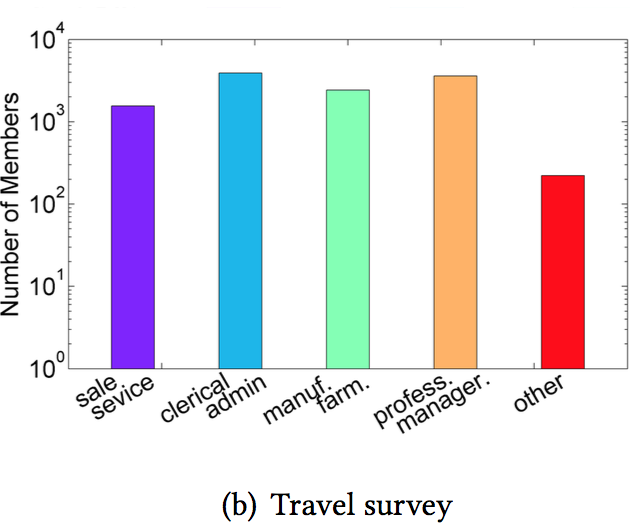 10^4
10^3
10^2
10^1
10^0
Number of Members
sale
sevice
clerical
admin
manuf.
farm.
profess.
manager.
other
(b) Travel survey